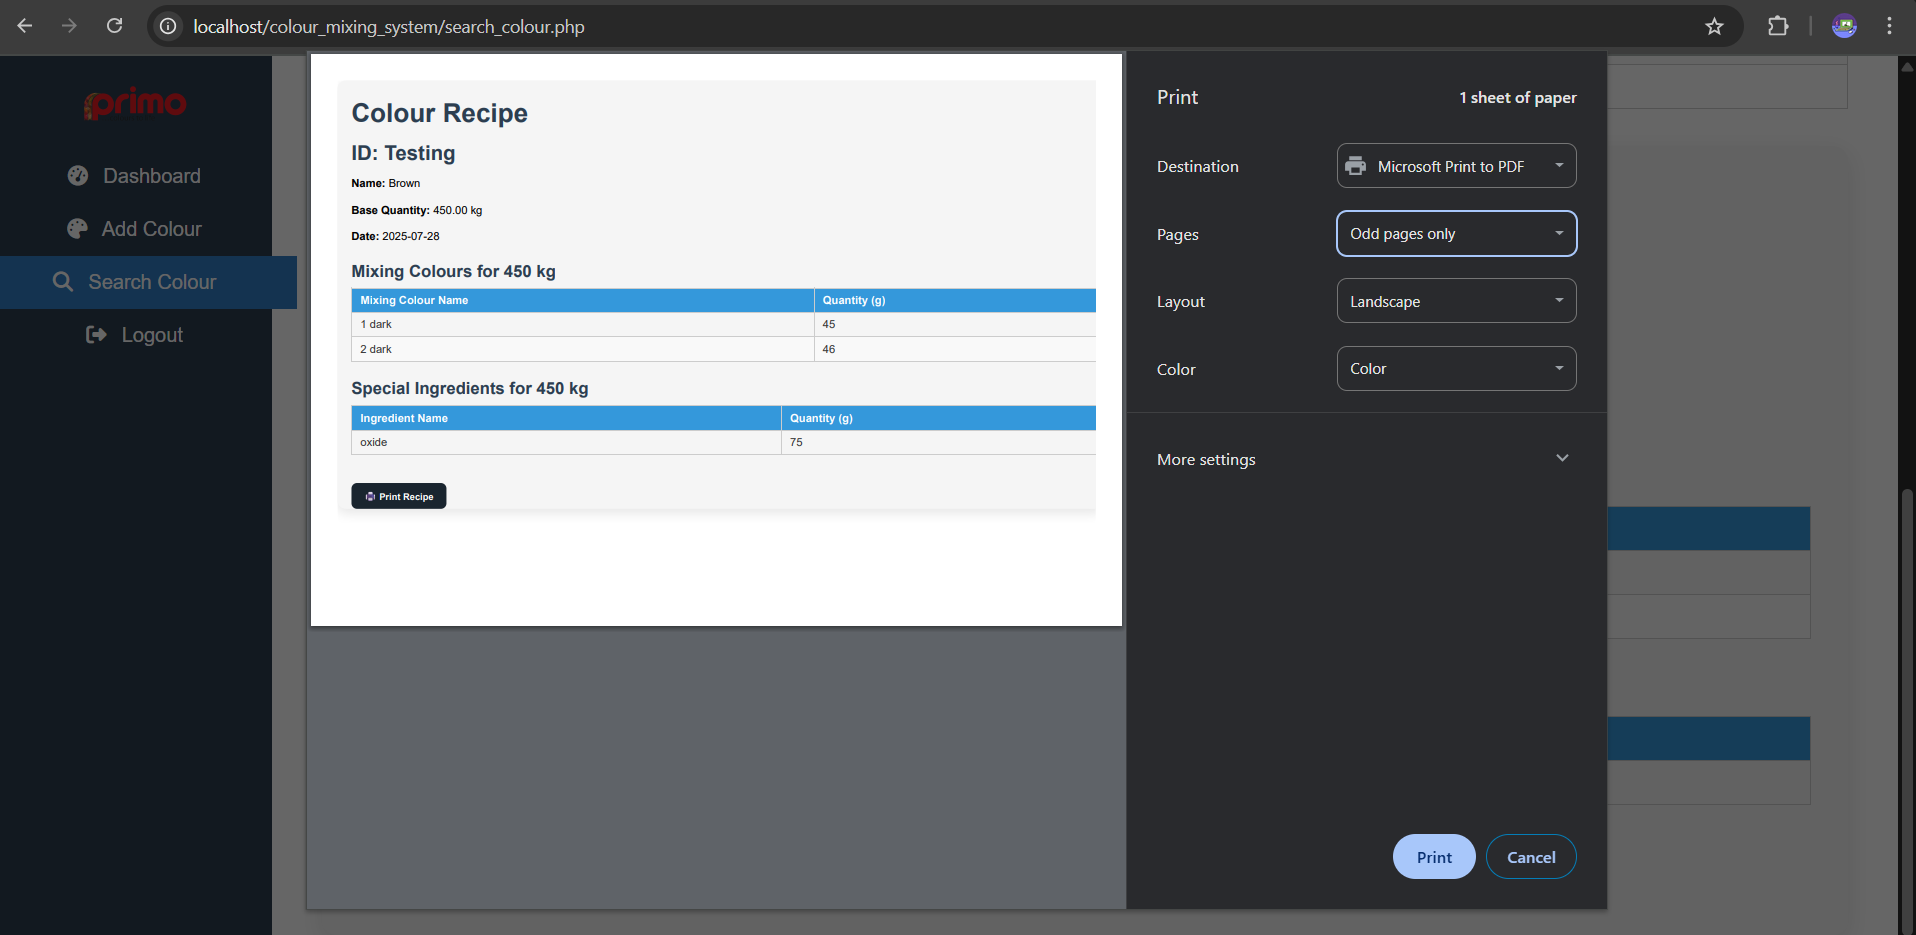 localhost/colour_mixing_system/search_colour.php
primo
Dashboard
Add Colour
Search Colour
Logout
Colour Recipe
ID: Testing
Name: Brown
Base Quantity: 450.00 kg
Date: 2025-07-28
Mixing Colours for 450 kg
Mixing Colour Name Quantity (g)
1 dark 45
2 dark 46
Special Ingredients for 450 kg
Ingredient Name Quantity (g)
oxide 75
Print Recipe
Print 1 sheet of paper
Destination Microsoft Print to PDF
Pages Odd pages only
Layout Landscape
Color Color
More settings
Print Cancel